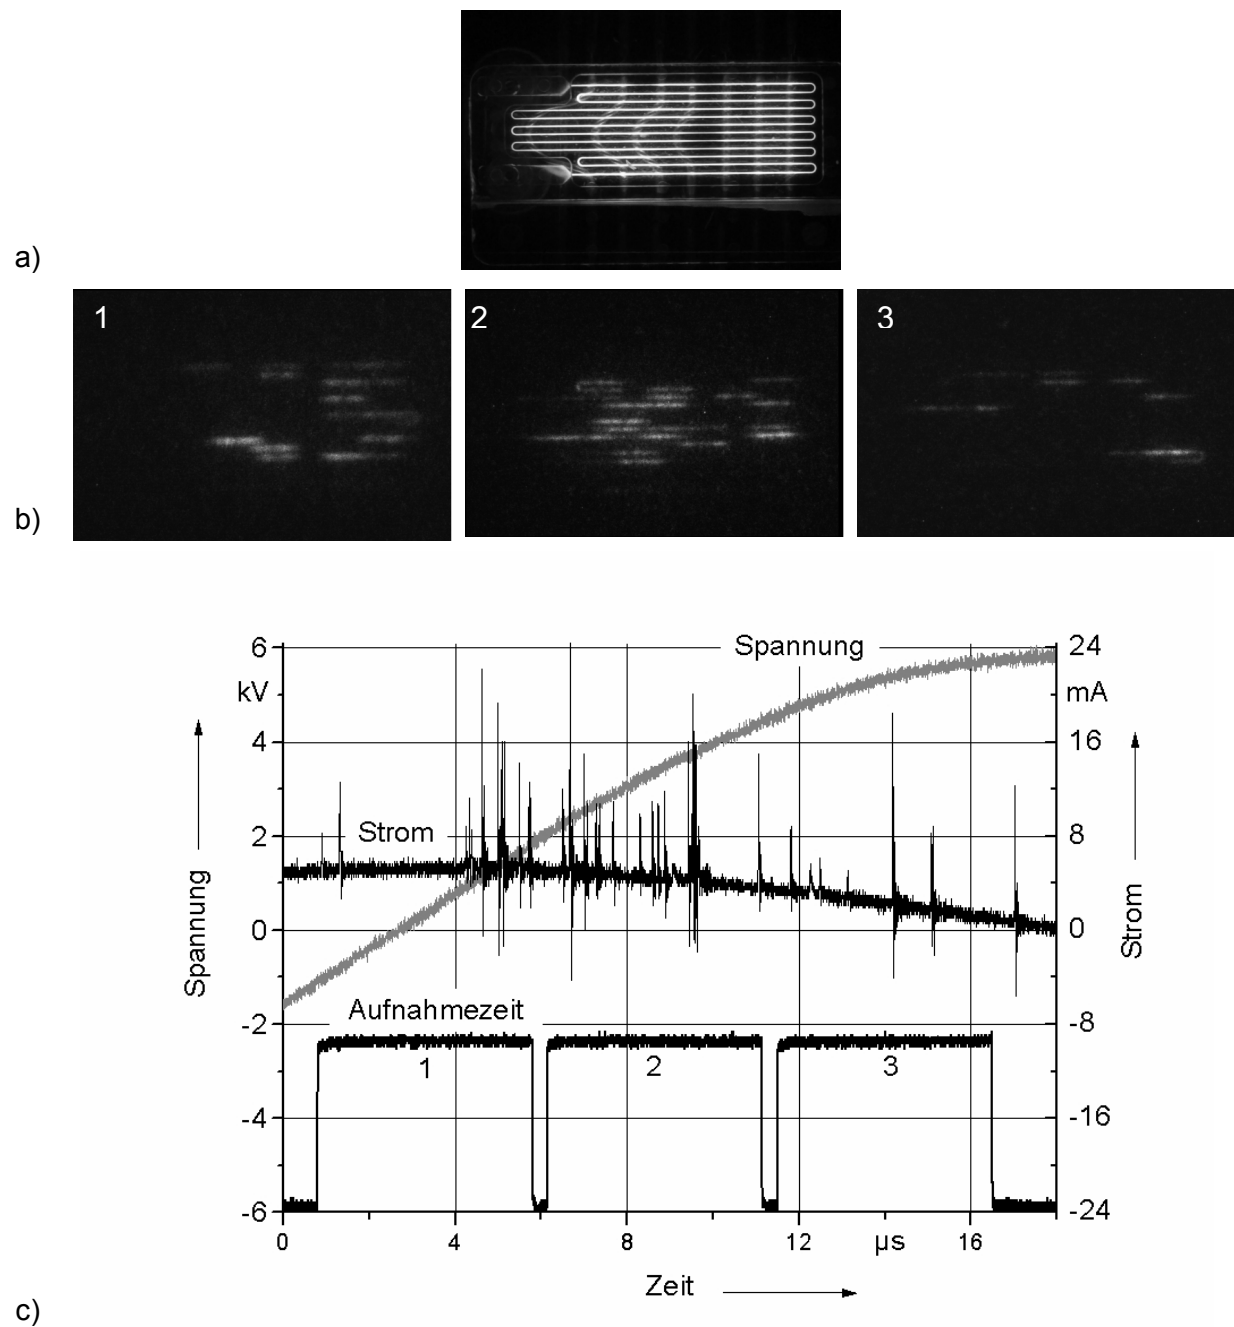 a)
1 2 3
b)
Spannung
6 24
kV mA
4 16
Strom
2 8
0 0
Spannung Strom
Aufnahmezeit
-2 -8
1 2 3
-4 -16
-6 -24
0 4 8 12 µs 16
Zeit
c)